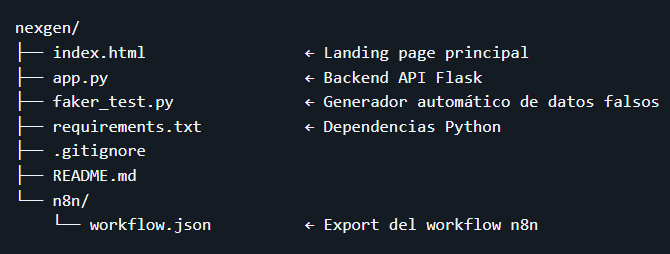 nexgen/
├── index.html                 ← Landing page principal
├── app.py                     ← Backend API Flask
├── faker_test.py              ← Generador automático de datos falsos
├── requirements.txt           ← Dependencias Python
├── .gitignore
├── README.md
└── n8n/
    └── workflow.json          ← Export del workflow n8n